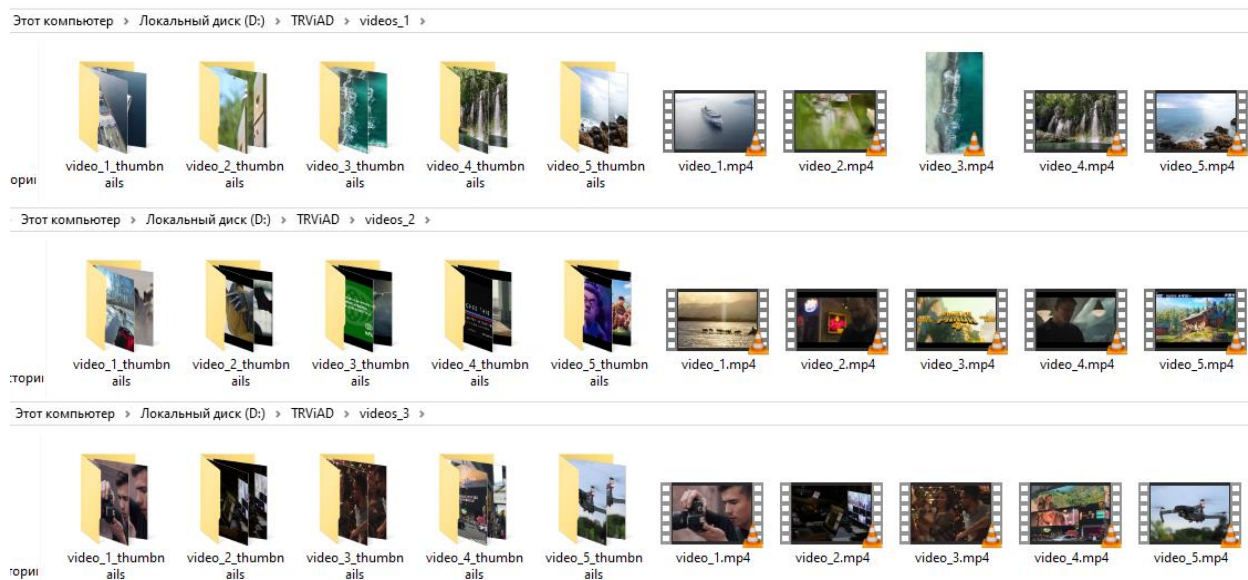 Этот компьютер > Локальный диск (D:) > TRViAD > videos_1 >
video_1_thumbn
ails
video_2_thumbn
ails
video_3_thumbn
ails
video_4_thumbn
ails
video_5_thumbn
ails
video_1.mp4
video_2.mp4
video_3.mp4
video_4.mp4
video_5.mp4
Этот компьютер > Локальный диск (D:) > TRViAD > videos_2 >
video_1_thumbn
ails
video_2_thumbn
ails
video_3_thumbn
ails
video_4_thumbn
ails
video_5_thumbn
ails
video_1.mp4
video_2.mp4
video_3.mp4
video_4.mp4
video_5.mp4
Этот компьютер > Локальный диск (D:) > TRViAD > videos_3 >
video_1_thumbn
ails
video_2_thumbn
ails
video_3_thumbn
ails
video_4_thumbn
ails
video_5_thumbn
ails
video_1.mp4
video_2.mp4
video_3.mp4
video_4.mp4
video_5.mp4